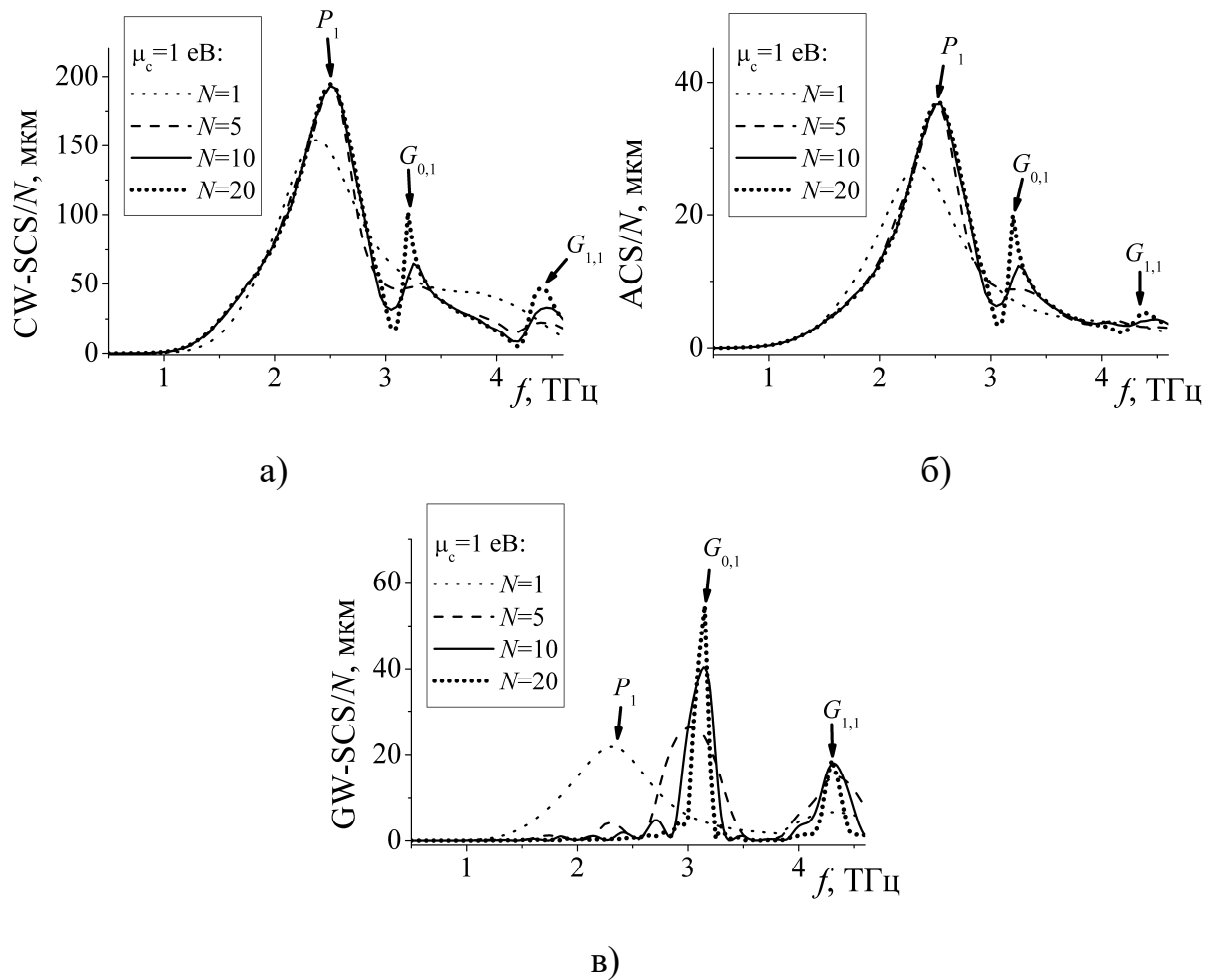 P₁
μ_c=1 еВ:
N=1
N=5
N=10
N=20
G₀,₁
G₁,₁
CW-SCS/N, мкм
200
150
100
50
0
1
2
3
4
f, ТГц
а)
P₁
μ_c=1 еВ:
N=1
N=5
N=10
N=20
G₀,₁
G₁,₁
ACS/N, мкм
40
20
0
1
2
3
4
f, ТГц
б)
μ_c=1 еВ:
N=1
N=5
N=10
N=20
G₀,₁
P₁
G₁,₁
GW-SCS/N, мкм
60
40
20
0
1
2
3
4
f, ТГц
в)